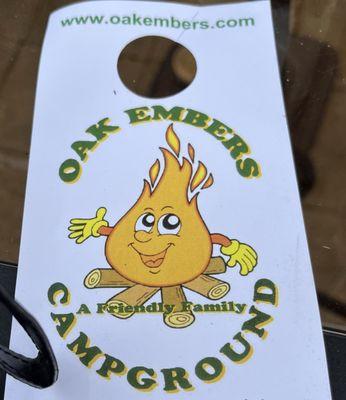 www.oakembers.com
OAK EMBERS
A Friendly Family
CAMPGROUND